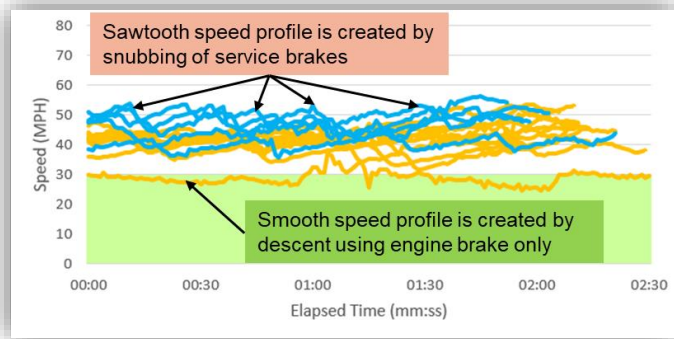 80
70
60
50
40
30
20
10
0
Speed (MPH)
Sawtooth speed profile is created by
snubbing of service brakes
Smooth speed profile is created by
descent using engine brake only
00:00 00:30 01:00 01:30 02:00 02:30
Elapsed Time (mm:ss)